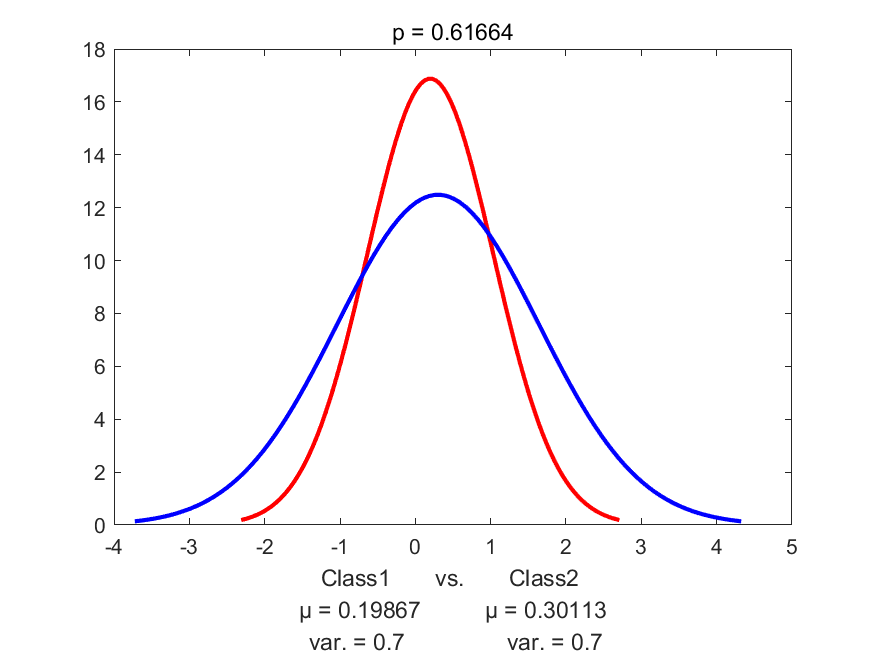 p = 0.61664
18
16
14
12
10
8
6
4
2
0
-4 -3 -2 -1 0 1 2 3 4 5
Class1 vs. Class2
μ = 0.19867 μ = 0.30113
var. = 0.7 var. = 0.7